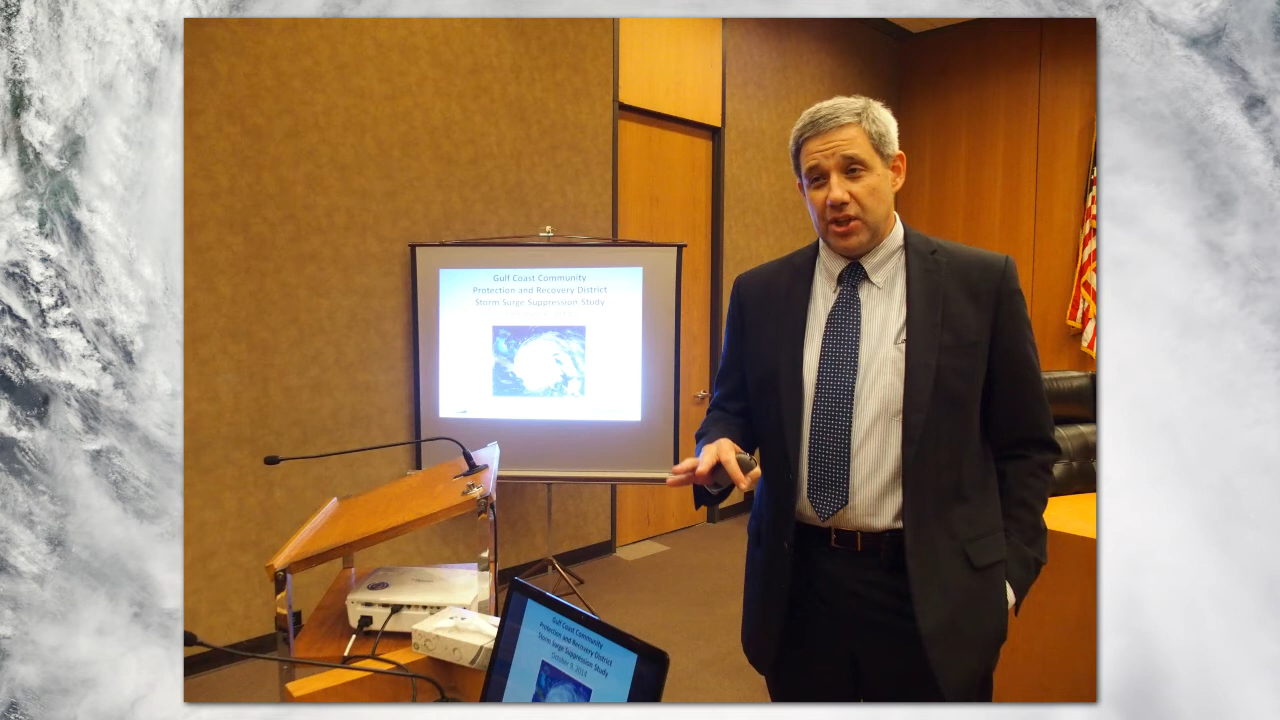 Gulf Coast Community
Protection and Recovery District
Storm Surge Suppression Study
Gulf Coast Community
Protection and Recovery District
Storm Surge Suppression Study
October 9, 2014